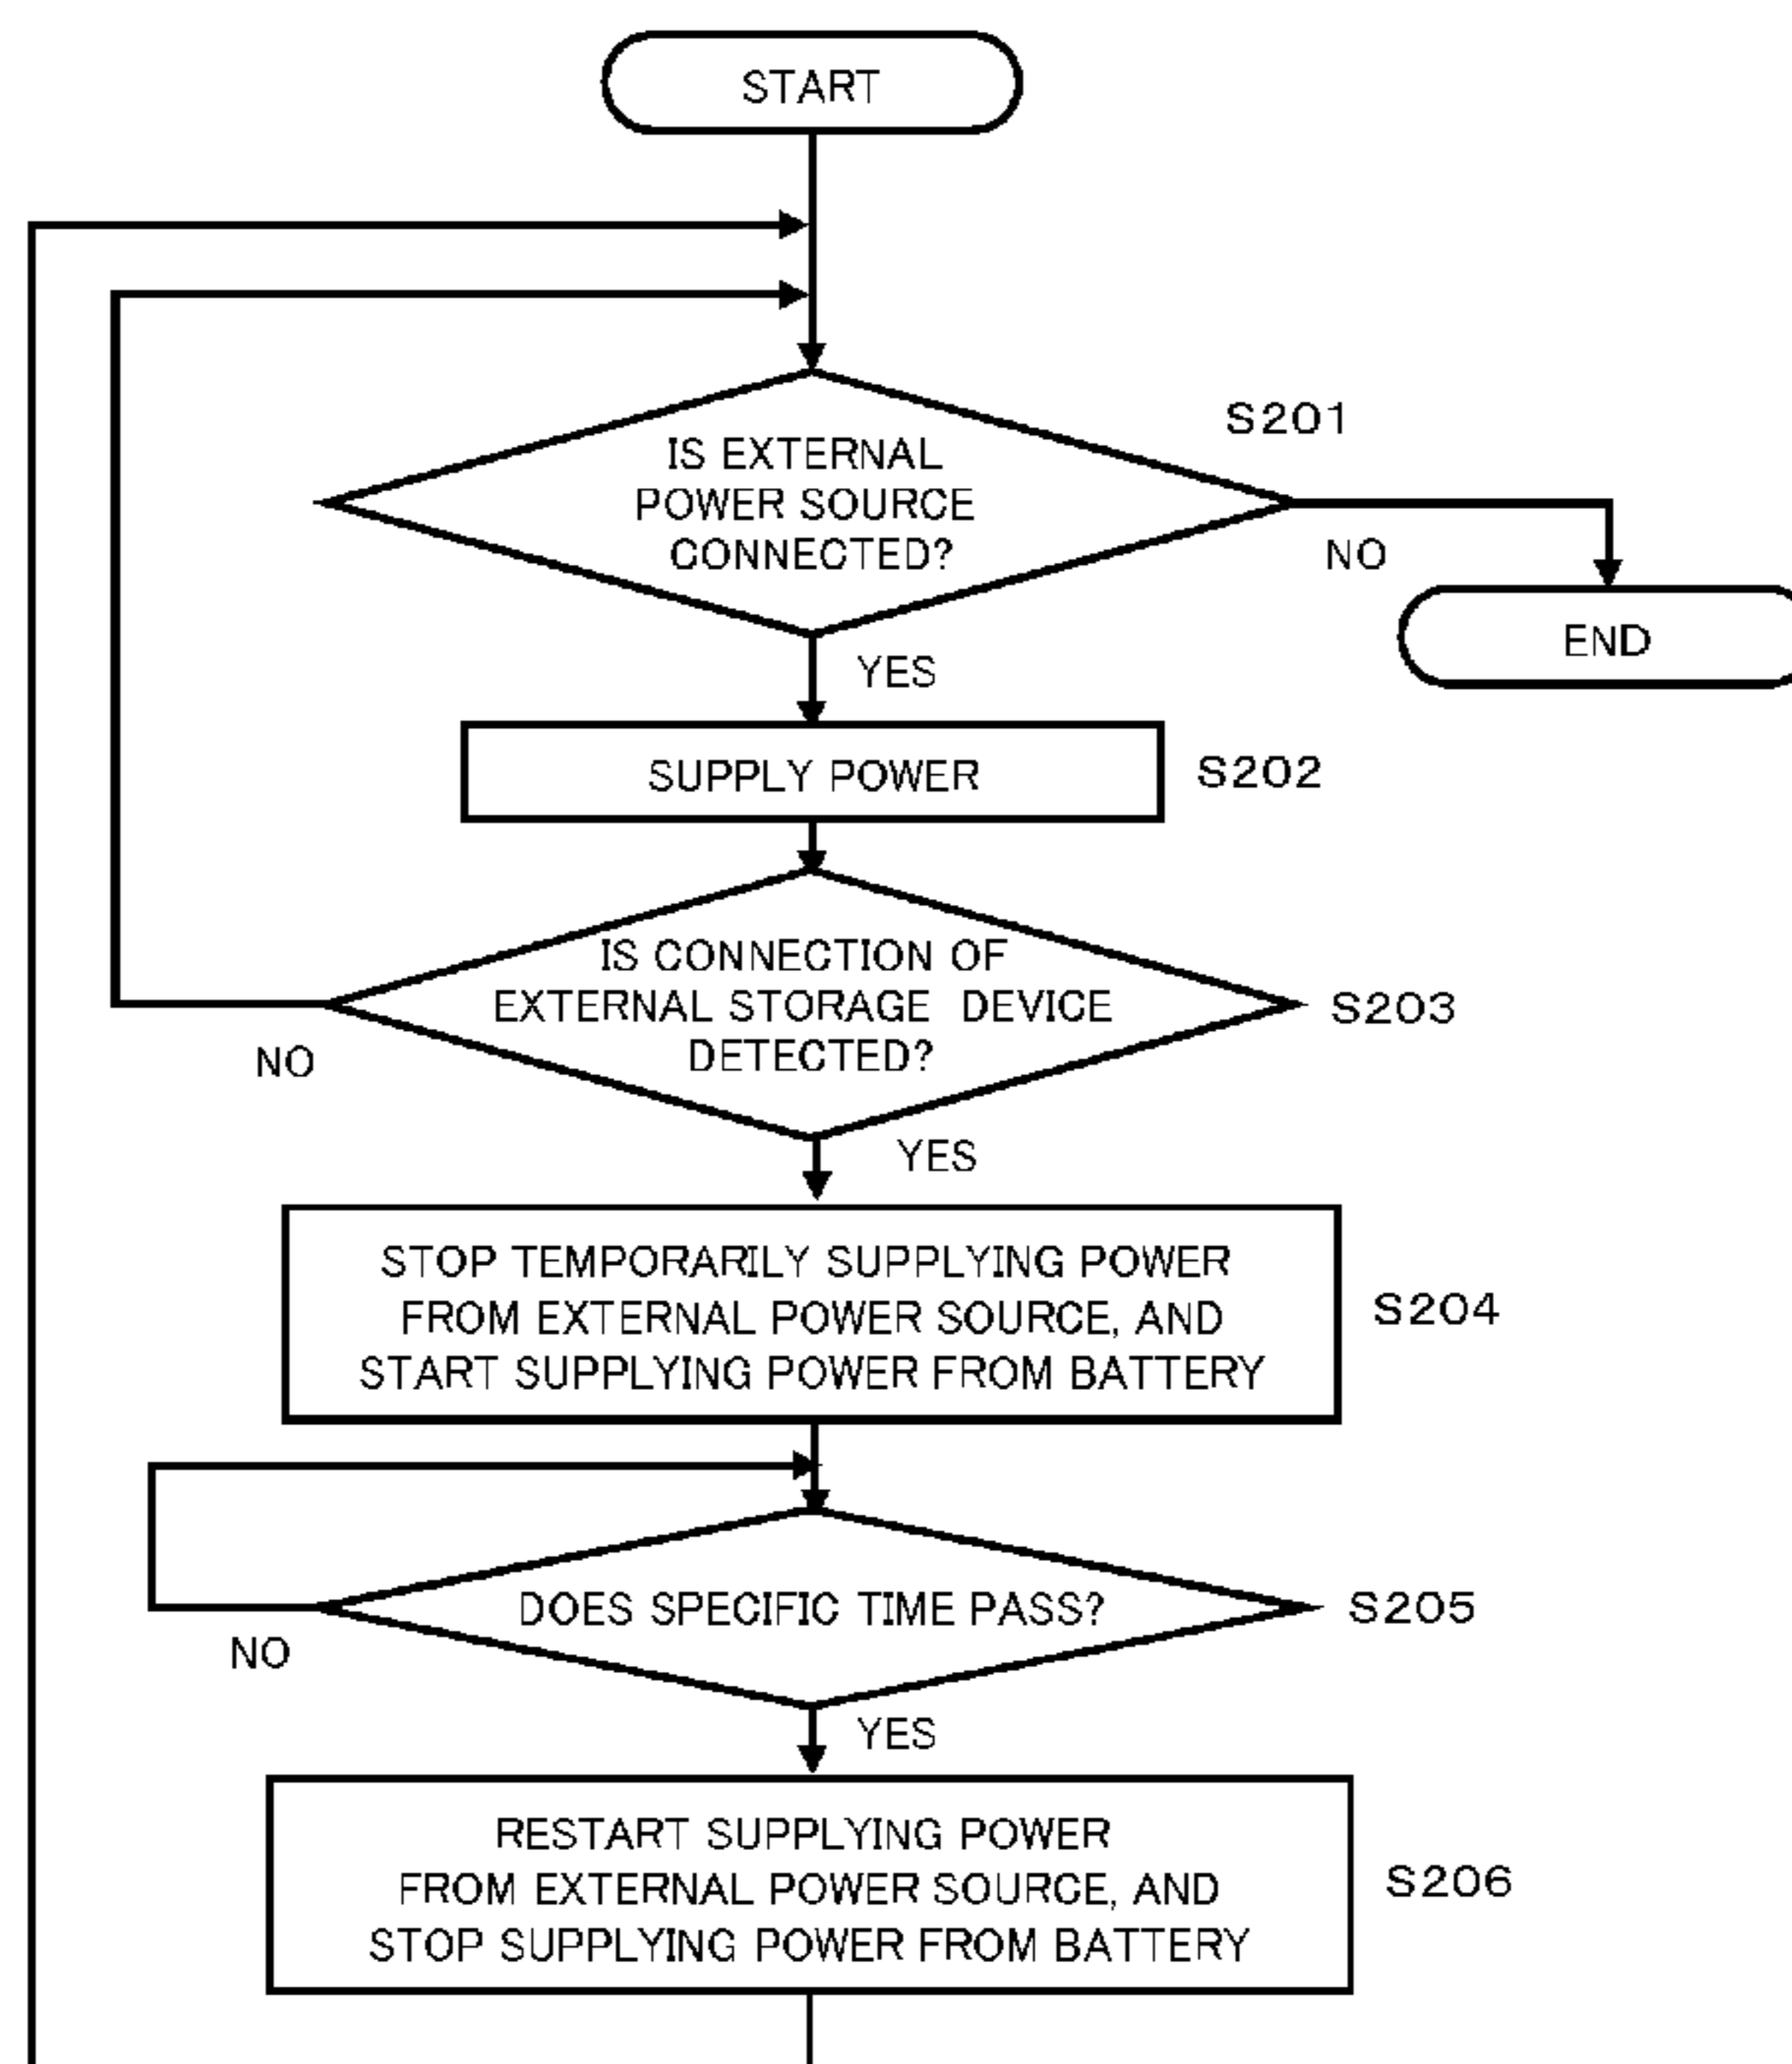 START
IS EXTERNAL
POWER SOURCE
CONNECTED?
S201
NO
END
YES
SUPPLY POWER
S202
IS CONNECTION OF
EXTERNAL STORAGE DEVICE
DETECTED?
S203
NO
YES
STOP TEMPORARILY SUPPLYING POWER
FROM EXTERNAL POWER SOURCE, AND
START SUPPLYING POWER FROM BATTERY
S204
DOES SPECIFIC TIME PASS?
S205
NO
YES
RESTART SUPPLYING POWER
FROM EXTERNAL POWER SOURCE, AND
STOP SUPPLYING POWER FROM BATTERY
S206